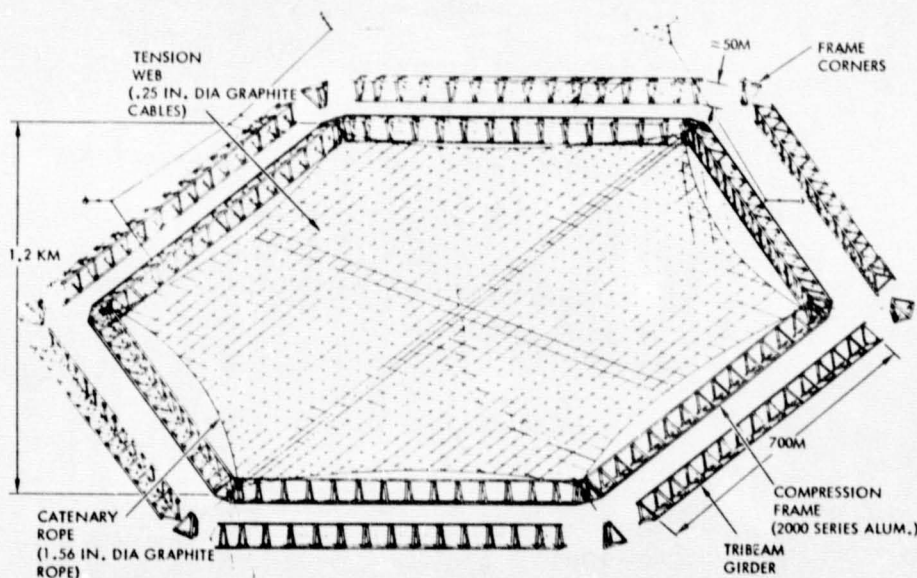 TENSION
WEB
(.25 IN. DIA GRAPHITE
CABLES)
≈50M
FRAME
CORNERS
1.2 KM
700M
CATENARY
ROPE
(1.56 IN. DIA GRAPHITE
ROPE)
COMPRESSION
FRAME
(2000 SERIES ALUM.)
TRIBEAM
GIRDER